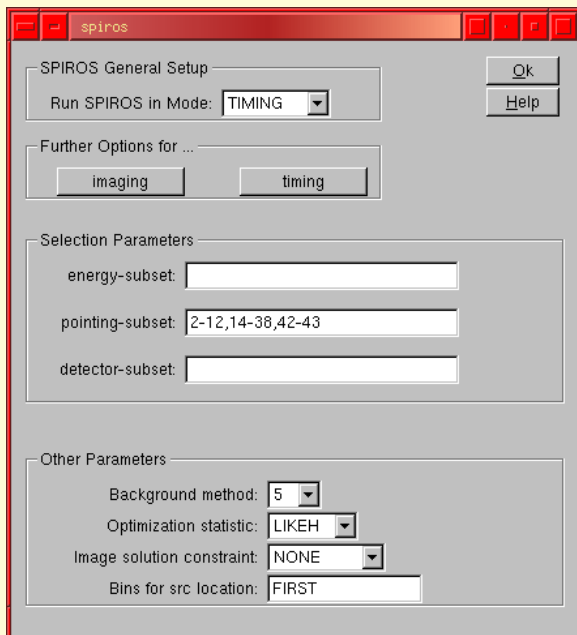 spiros
SPIROS General Setup
Run SPIROS in Mode: TIMING
Ok
Help
Further Options for ...
imaging timing
Selection Parameters
energy-subset:
pointing-subset: 2-12,14-38,42-43
detector-subset:
Other Parameters
Background method: 5
Optimization statistic: LIKEH
Image solution constraint: NONE
Bins for src location: FIRST